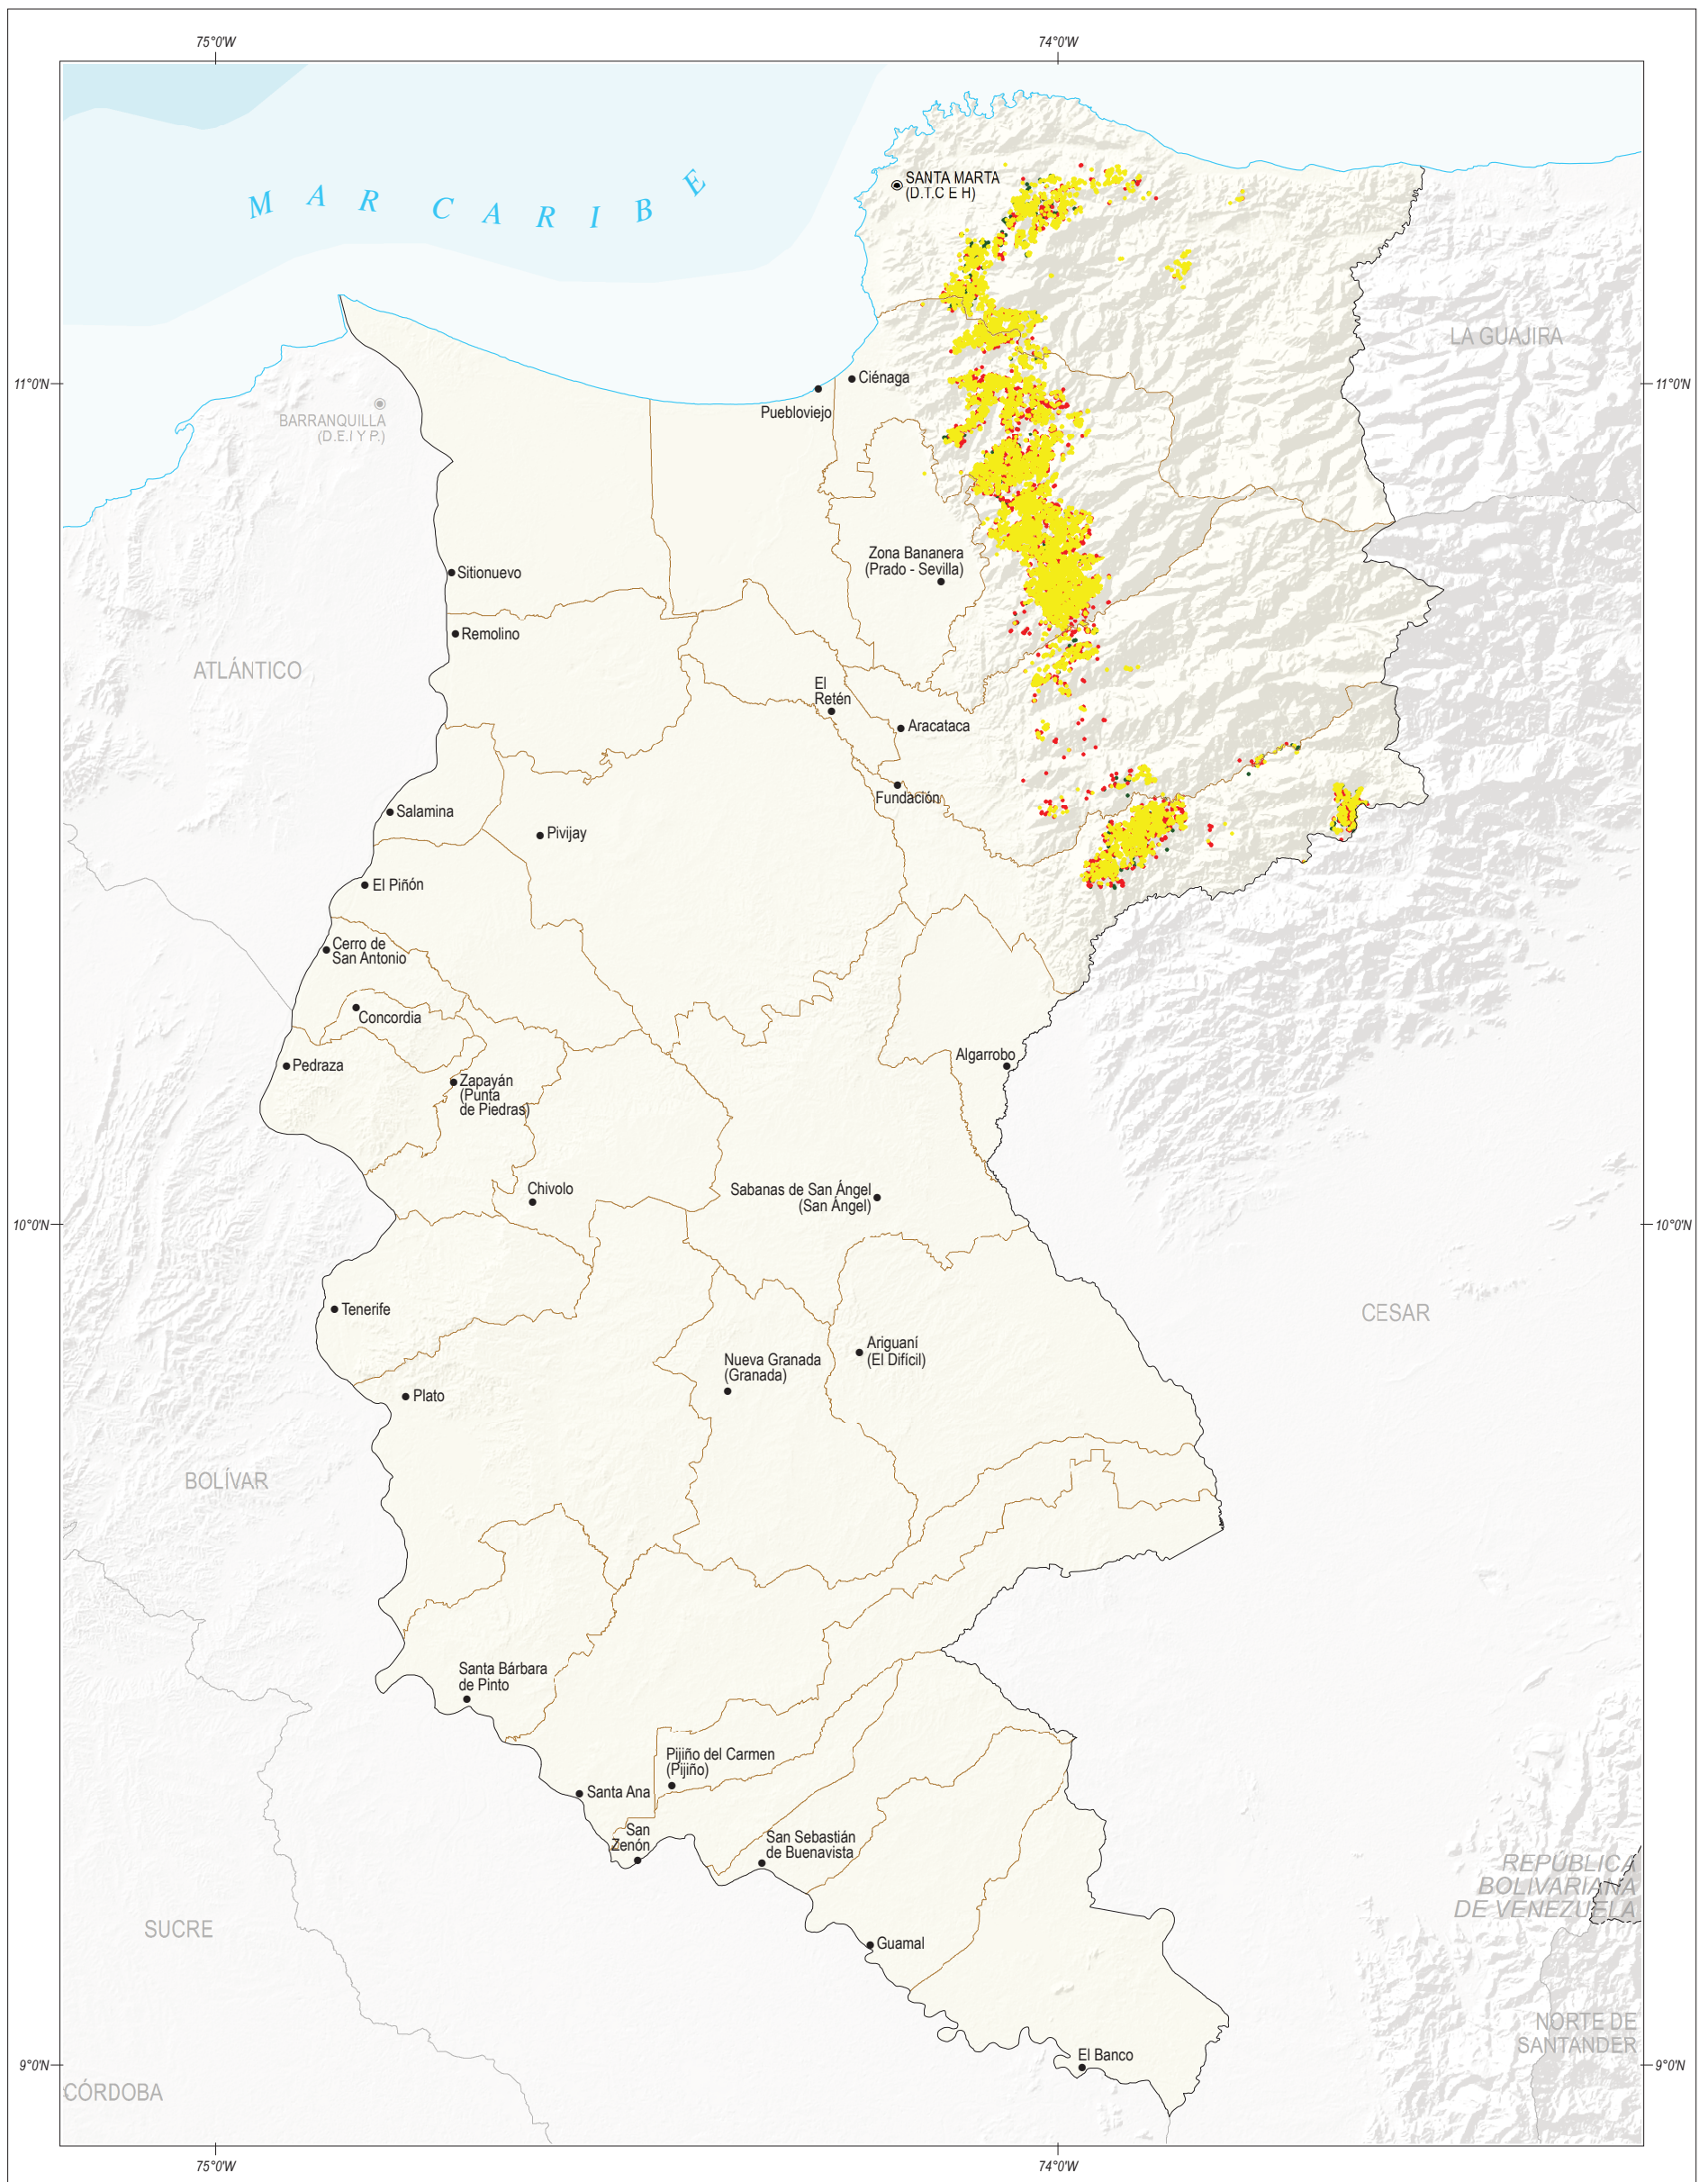 75°0'W
74°0'W
MAR CARIBE
SANTA MARTA
(D.T.C E H)
LA GUAJIRA
11°0'N
11°0'N
Ciénaga
Puebloviejo
BARRANQUILLA
(D.E.I Y P.)
Zona Bananera
(Prado - Sevilla)
Sitionuevo
Remolino
ATLÁNTICO
El
Retén
Aracataca
Fundación
Salamina
Pivijay
El Piñón
Cerro de
San Antonio
Concordia
Algarrobo
Pedraza
Zapayán
(Punta
de Piedras)
Chivolo
Sabanas de San Ángel
(San Ángel)
10°0'N
10°0'N
Tenerife
CESAR
Ariguaní
(El Difícil)
Nueva Granada
(Granada)
Plato
BOLÍVAR
Santa Bárbara
de Pinto
Pijiño del Carmen
(Pijiño)
Santa Ana
San
Zenón
San Sebastián
de Buenavista
REPÚBLICA
BOLIVARIANA
DE VENEZUELA
SUCRE
Guamal
NORTE DE
SANTANDER
El Banco
9°0'N
9°0'N
CÓRDOBA
75°0'W
74°0'W